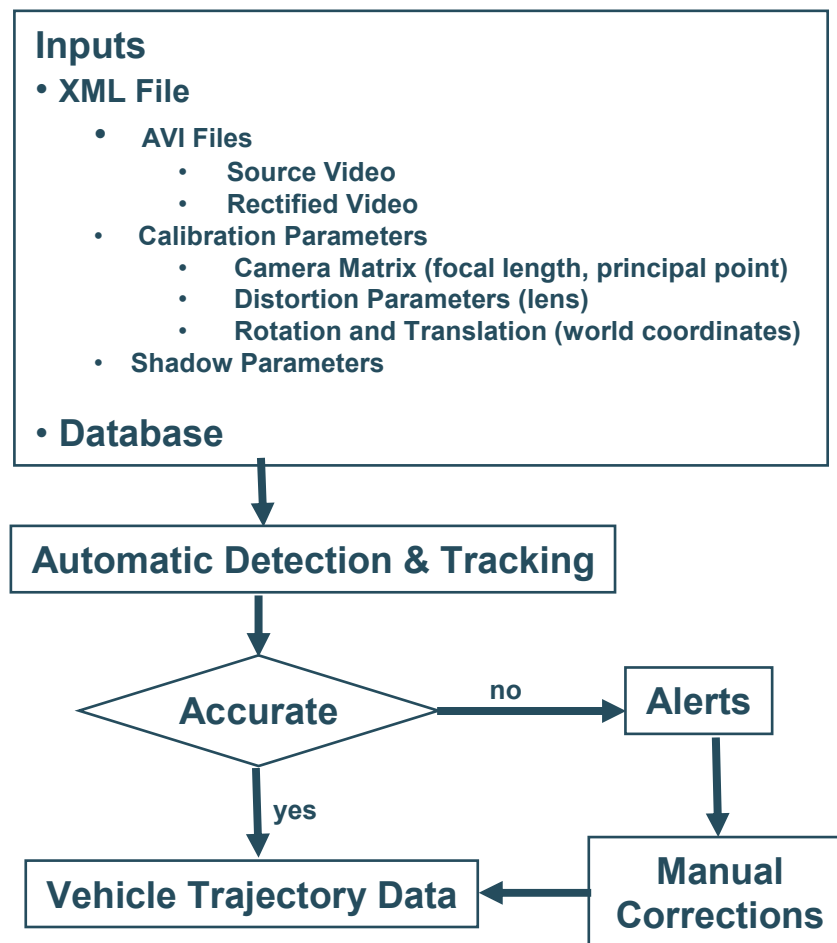 Inputs
• XML File
• AVI Files
• Source Video
• Rectified Video
• Calibration Parameters
• Camera Matrix (focal length, principal point)
• Distortion Parameters (lens)
• Rotation and Translation (world coordinates)
• Shadow Parameters
• Database
Automatic Detection & Tracking
Accurate
no
Alerts
yes
Vehicle Trajectory Data
Manual
Corrections